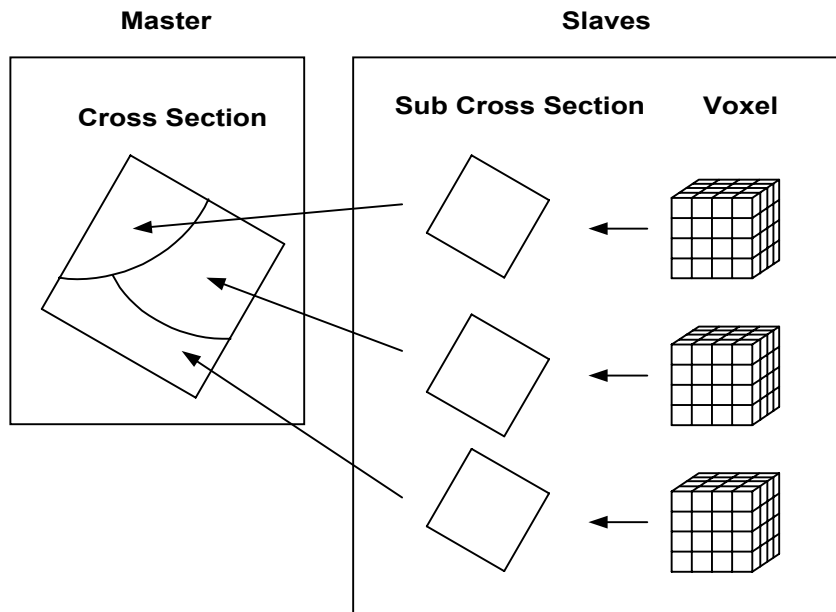 Master
Slaves
Cross Section
Sub Cross Section
Voxel